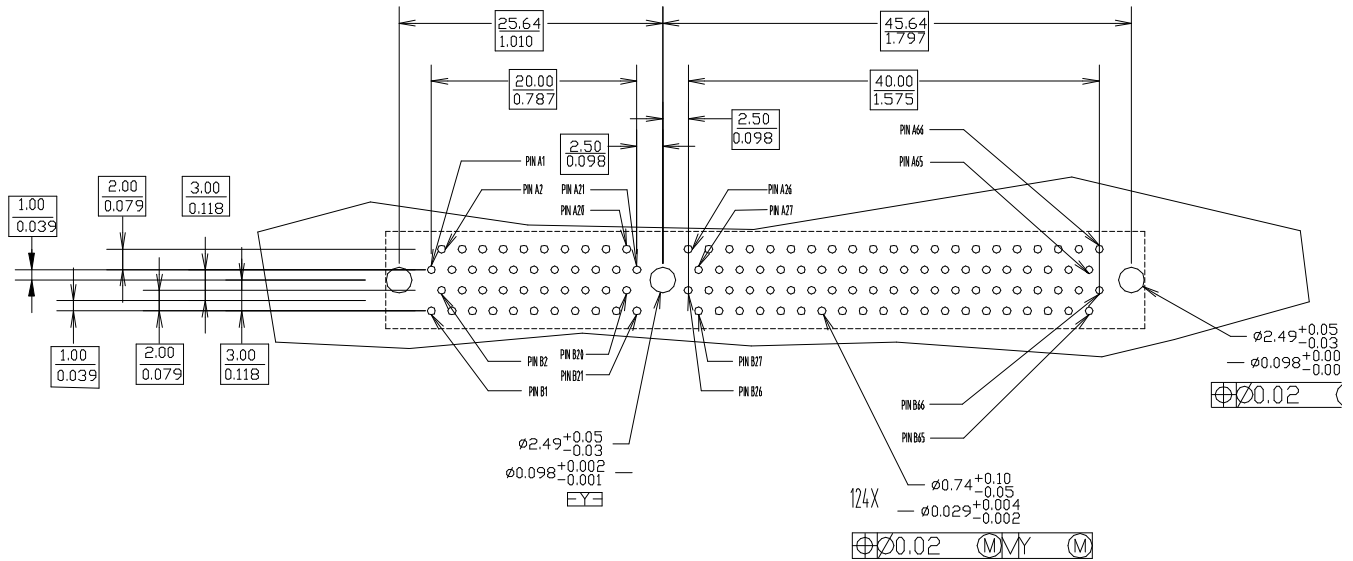 25.64
1.010
45.64
1.797
20.00
0.787
40.00
1.575
2.50
0.098
2.50
0.098
PIN A66
PIN A1
PIN A65
2.00
0.079
3.00
0.118
PIN A2
PIN A21
PIN A26
1.00
0.039
PIN A20
PIN A27
1.00
0.039
2.00
0.079
3.00
0.118
PIN B2
PIN B20
PIN B27
PIN B21
PIN B1
PIN B26
PIN B66
PIN B65
ø2.49 +0.05
-0.03
ø0.098 +0.00
-0.00
⌖ Ø0.02
ø2.49 +0.05
-0.03
ø0.098 +0.002
-0.001
-Y-
124X
ø0.74 +0.10
-0.05
ø0.029 +0.004
-0.002
⌖ Ø0.02 Ⓜ Y Ⓜ